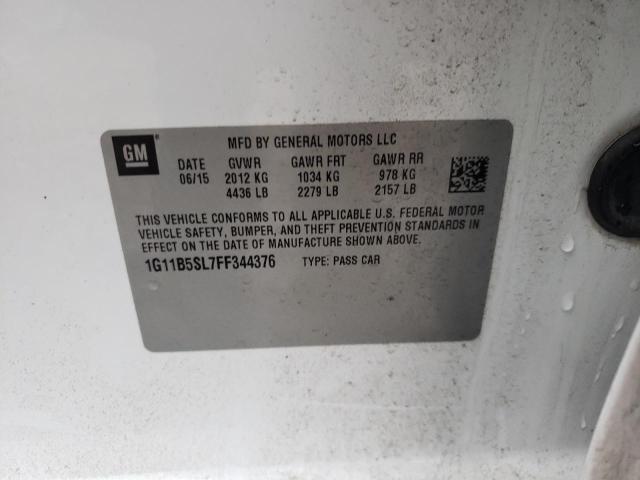 GM
MFD BY GENERAL MOTORS LLC
DATE GVWR GAWR FRT GAWR RR
06/15 2012 KG 1034 KG 978 KG
4436 LB 2279 LB 2157 LB
THIS VEHICLE CONFORMS TO ALL APPLICABLE U.S. FEDERAL MOTOR
VEHICLE SAFETY, BUMPER, AND THEFT PREVENTION STANDARDS IN
EFFECT ON THE DATE OF MANUFACTURE SHOWN ABOVE.
1G11B5SL7FF344376 TYPE: PASS CAR